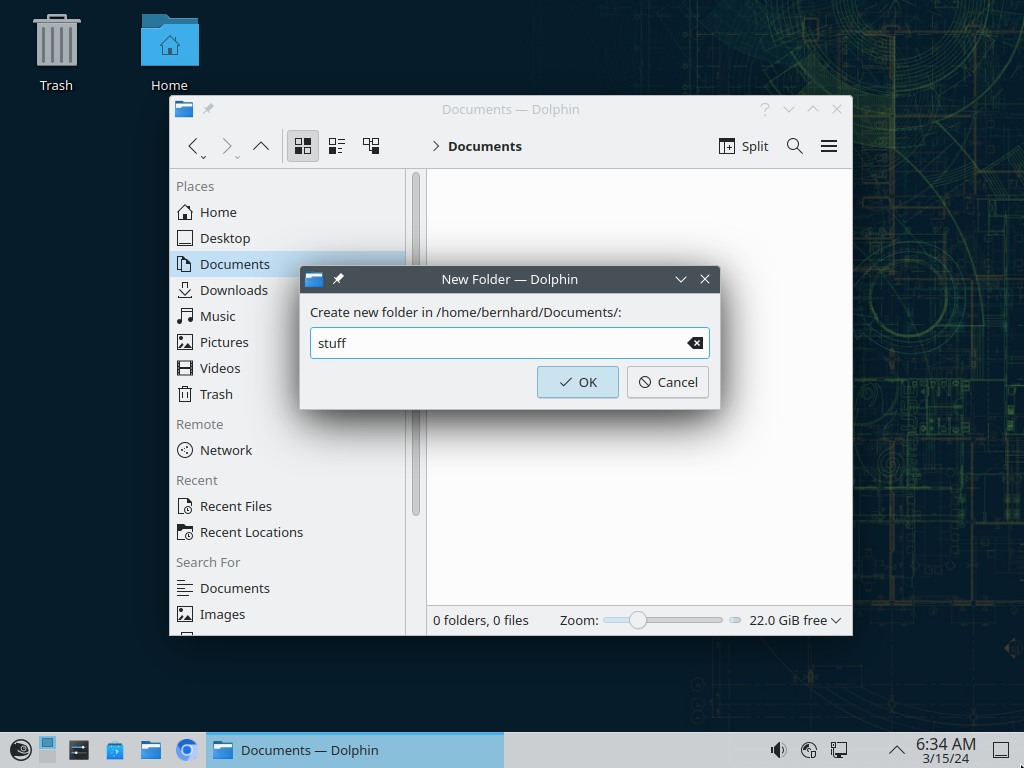 Trash
Home
Documents — Dolphin
Split
Documents
Places
Home
Desktop
Documents
Downloads
Music
Pictures
Videos
Trash
Remote
Network
Recent
Recent Files
Recent Locations
Search For
Documents
Images
New Folder — Dolphin
Create new folder in /home/bernhard/Documents/:
stuff
OK
Cancel
0 folders, 0 files
Zoom:
22.0 GiB free
Documents — Dolphin
6:34 AM
3/15/24